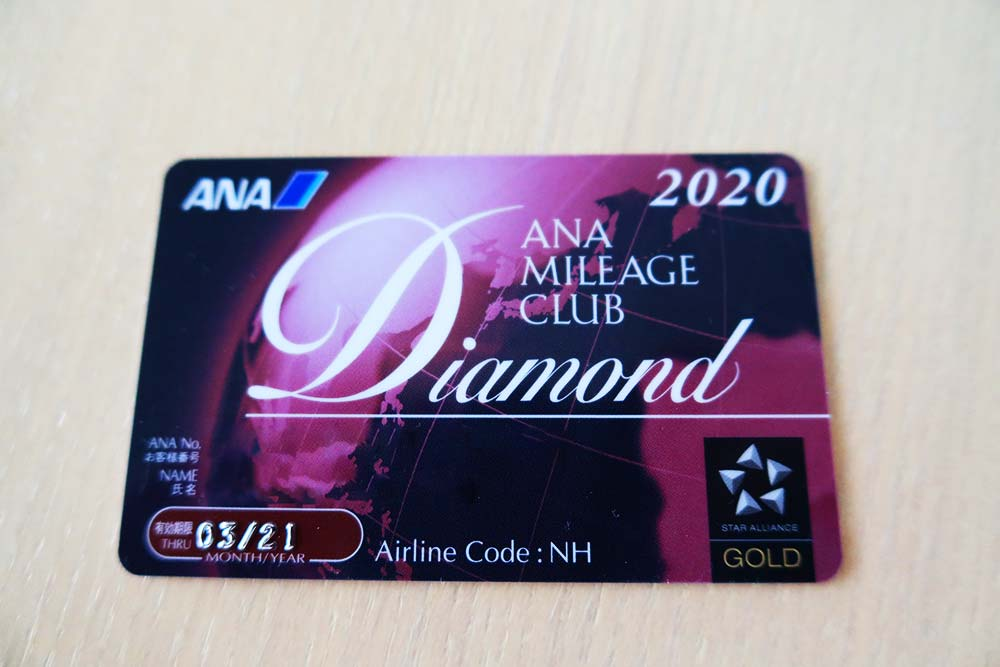 ANA
2020
ANA
MILEAGE
CLUB
Diamond
ANA No.
お客様番号
NAME
氏名
有効期限
THRU
03/21
MONTH/YEAR
Airline Code : NH
STAR ALLIANCE
GOLD